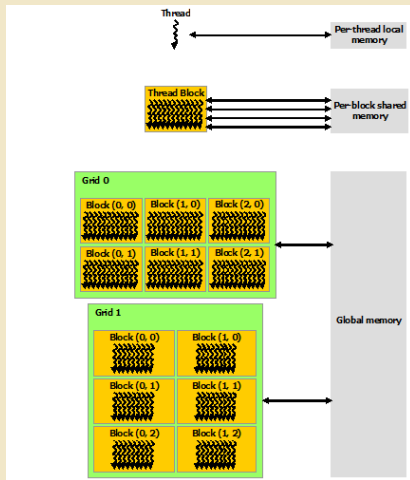 Thread
Per-thread local
memory
Thread Block
Per-block shared
memory
Grid 0
Block (0, 0) Block (1, 0) Block (2, 0)
Block (0, 1) Block (1, 1) Block (2, 1)
Grid 1
Global memory
Block (0, 0) Block (1, 0)
Block (0, 1) Block (1, 1)
Block (0, 2) Block (1, 2)